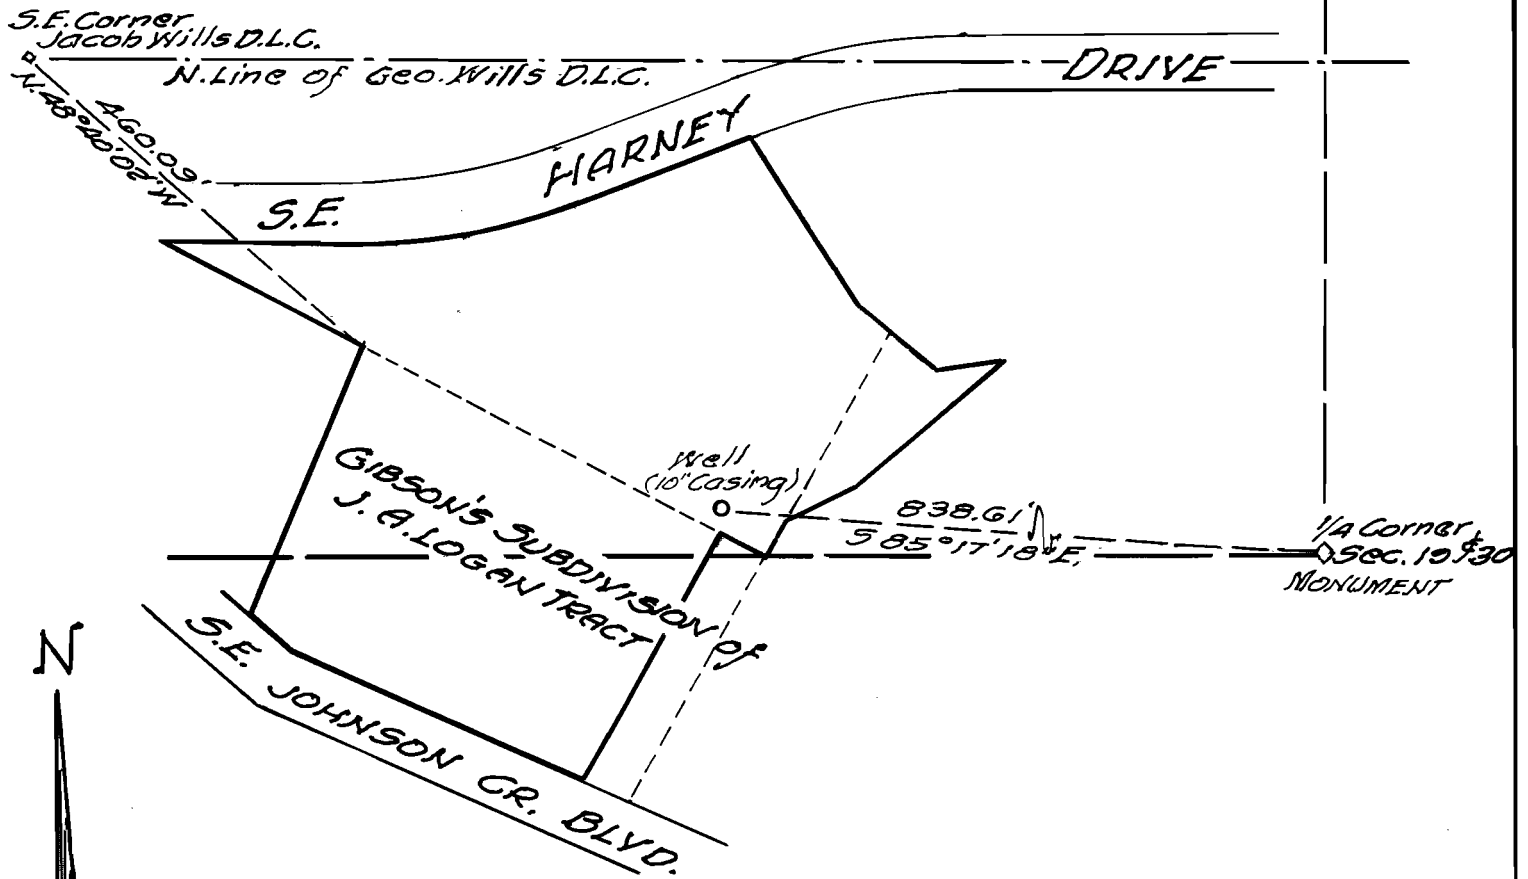 S.E. Corner
Jacob Wills D.L.C.
N. Line of Geo. Wills D.L.C.
DRIVE
460.09
N.48°40'02"W
HARNEY
S.E.
Well
(10" Casing)
838.61'
S 85°17'18" E.
1/4 Corner
Sec. 19 & 30
MONUMENT
GIBSON'S SUBDIVISION of
J. A. LOGAN TRACT
N
S.E. JOHNSON CR. BLVD.